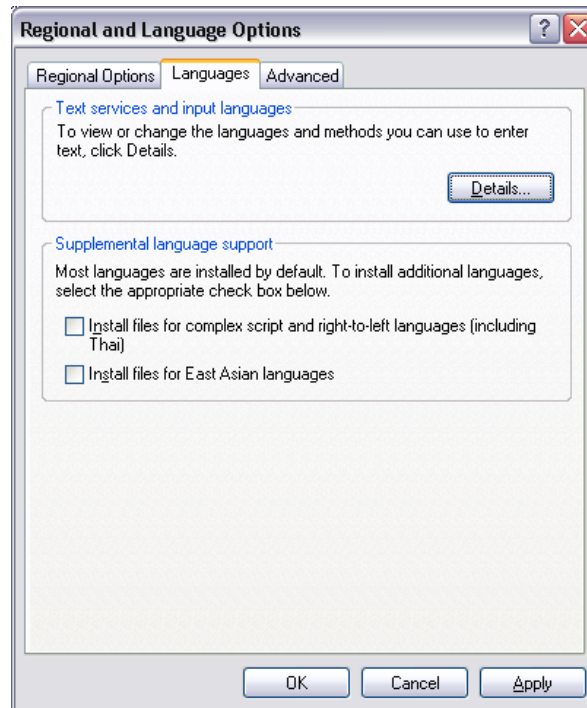 Regional and Language Options
Regional Options Languages Advanced
Text services and input languages
To view or change the languages and methods you can use to enter
text, click Details.
Details...
Supplemental language support
Most languages are installed by default. To install additional languages,
select the appropriate check box below.
Install files for complex script and right-to-left languages (including
Thai)
Install files for East Asian languages
OK Cancel Apply